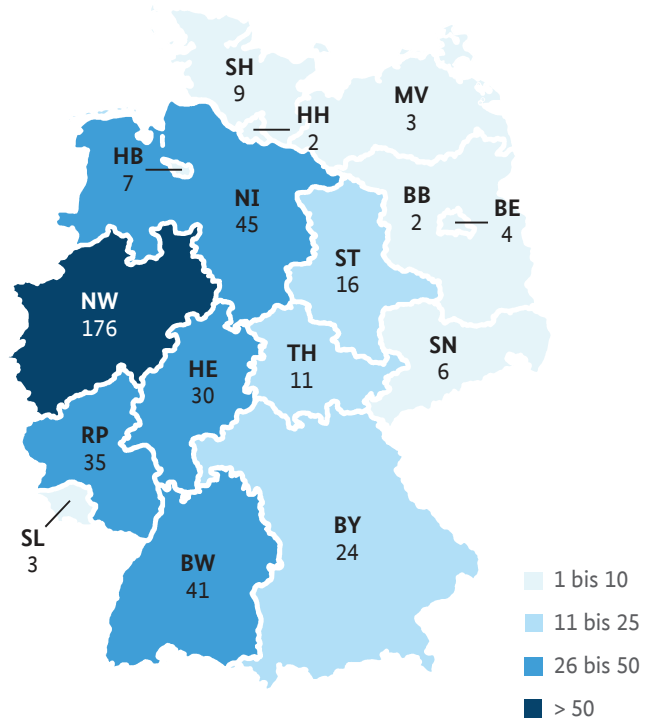 SH
9
MV
3
HH
2
HB
7
NI
45
BB
2
BE
4
ST
16
NW
176
HE
30
TH
11
SN
6
RP
35
SL
3
BW
41
BY
24
1 bis 10
11 bis 25
26 bis 50
> 50